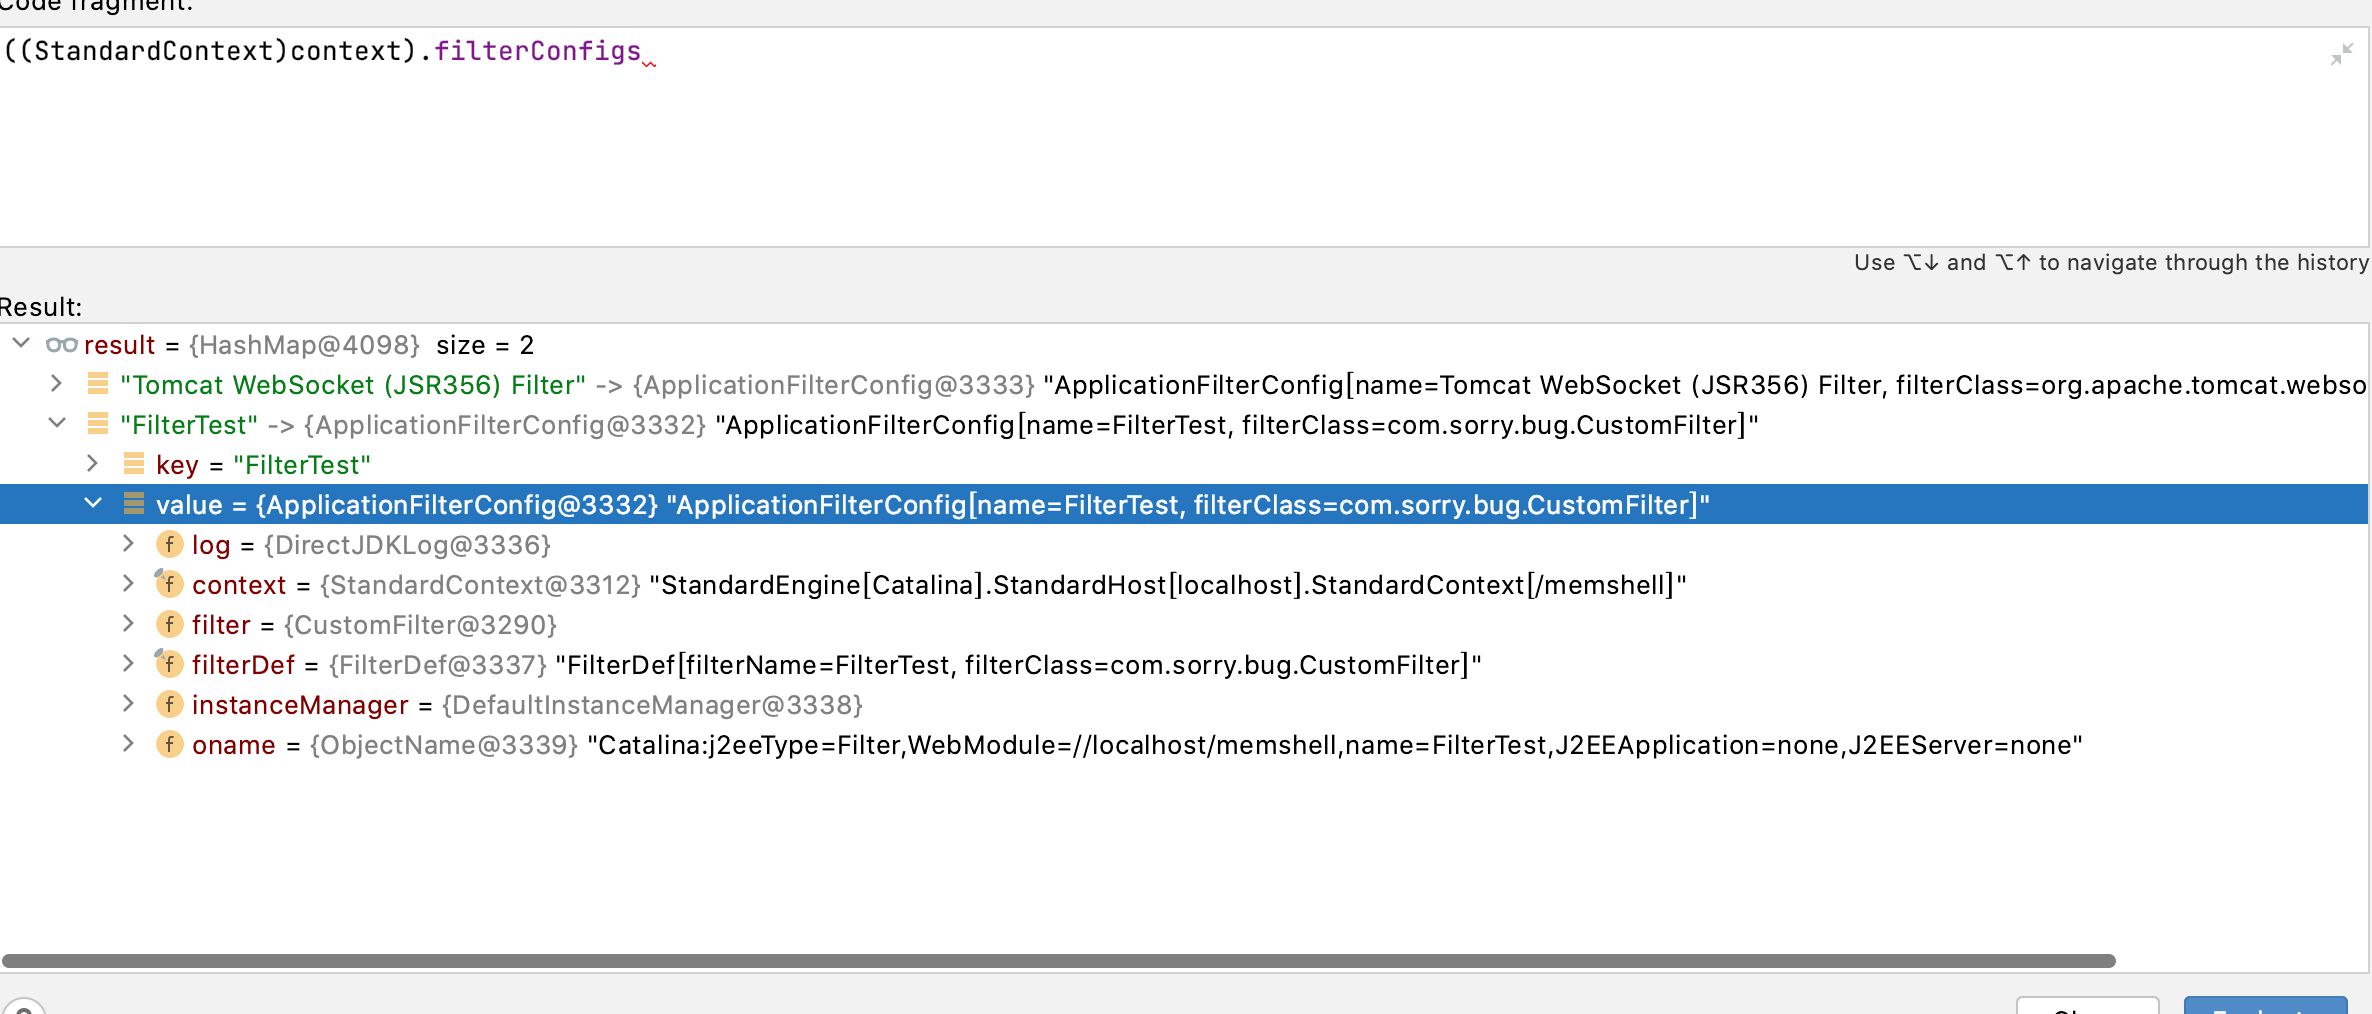 Code fragment:
((StandardContext)context).filterConfigs
Use ⌥↓ and ⌥↑ to navigate through the history
Result:
result = {HashMap@4098} size = 2
"Tomcat WebSocket (JSR356) Filter" -> {ApplicationFilterConfig@3333} "ApplicationFilterConfig[name=Tomcat WebSocket (JSR356) Filter, filterClass=org.apache.tomcat.webso
"FilterTest" -> {ApplicationFilterConfig@3332} "ApplicationFilterConfig[name=FilterTest, filterClass=com.sorry.bug.CustomFilter]"
key = "FilterTest"
value = {ApplicationFilterConfig@3332} "ApplicationFilterConfig[name=FilterTest, filterClass=com.sorry.bug.CustomFilter]"
f log = {DirectJDKLog@3336}
f context = {StandardContext@3312} "StandardEngine[Catalina].StandardHost[localhost].StandardContext[/memshell]"
f filter = {CustomFilter@3290}
f filterDef = {FilterDef@3337} "FilterDef[filterName=FilterTest, filterClass=com.sorry.bug.CustomFilter]"
f instanceManager = {DefaultInstanceManager@3338}
f oname = {ObjectName@3339} "Catalina:j2eeType=Filter,WebModule=//localhost/memshell,name=FilterTest,J2EEApplication=none,J2EEServer=none"